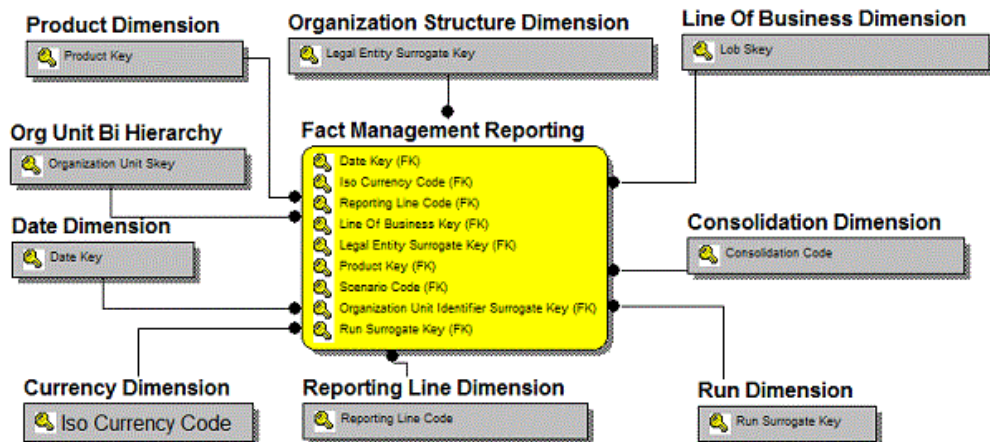 Product Dimension
Product Key
Organization Structure Dimension
Legal Entity Surrogate Key
Line Of Business Dimension
Lob Skey
Org Unit Bi Hierarchy
Organization Unit Skey
Date Dimension
Date Key
Fact Management Reporting
Date Key (FK)
Iso Currency Code (FK)
Reporting Line Code (FK)
Line Of Business Key (FK)
Legal Entity Surrogate Key (FK)
Product Key (FK)
Scenario Code (FK)
Organization Unit Identifier Surrogate Key (FK)
Run Surrogate Key (FK)
Consolidation Dimension
Consolidation Code
Currency Dimension
Iso Currency Code
Reporting Line Dimension
Reporting Line Code
Run Dimension
Run Surrogate Key